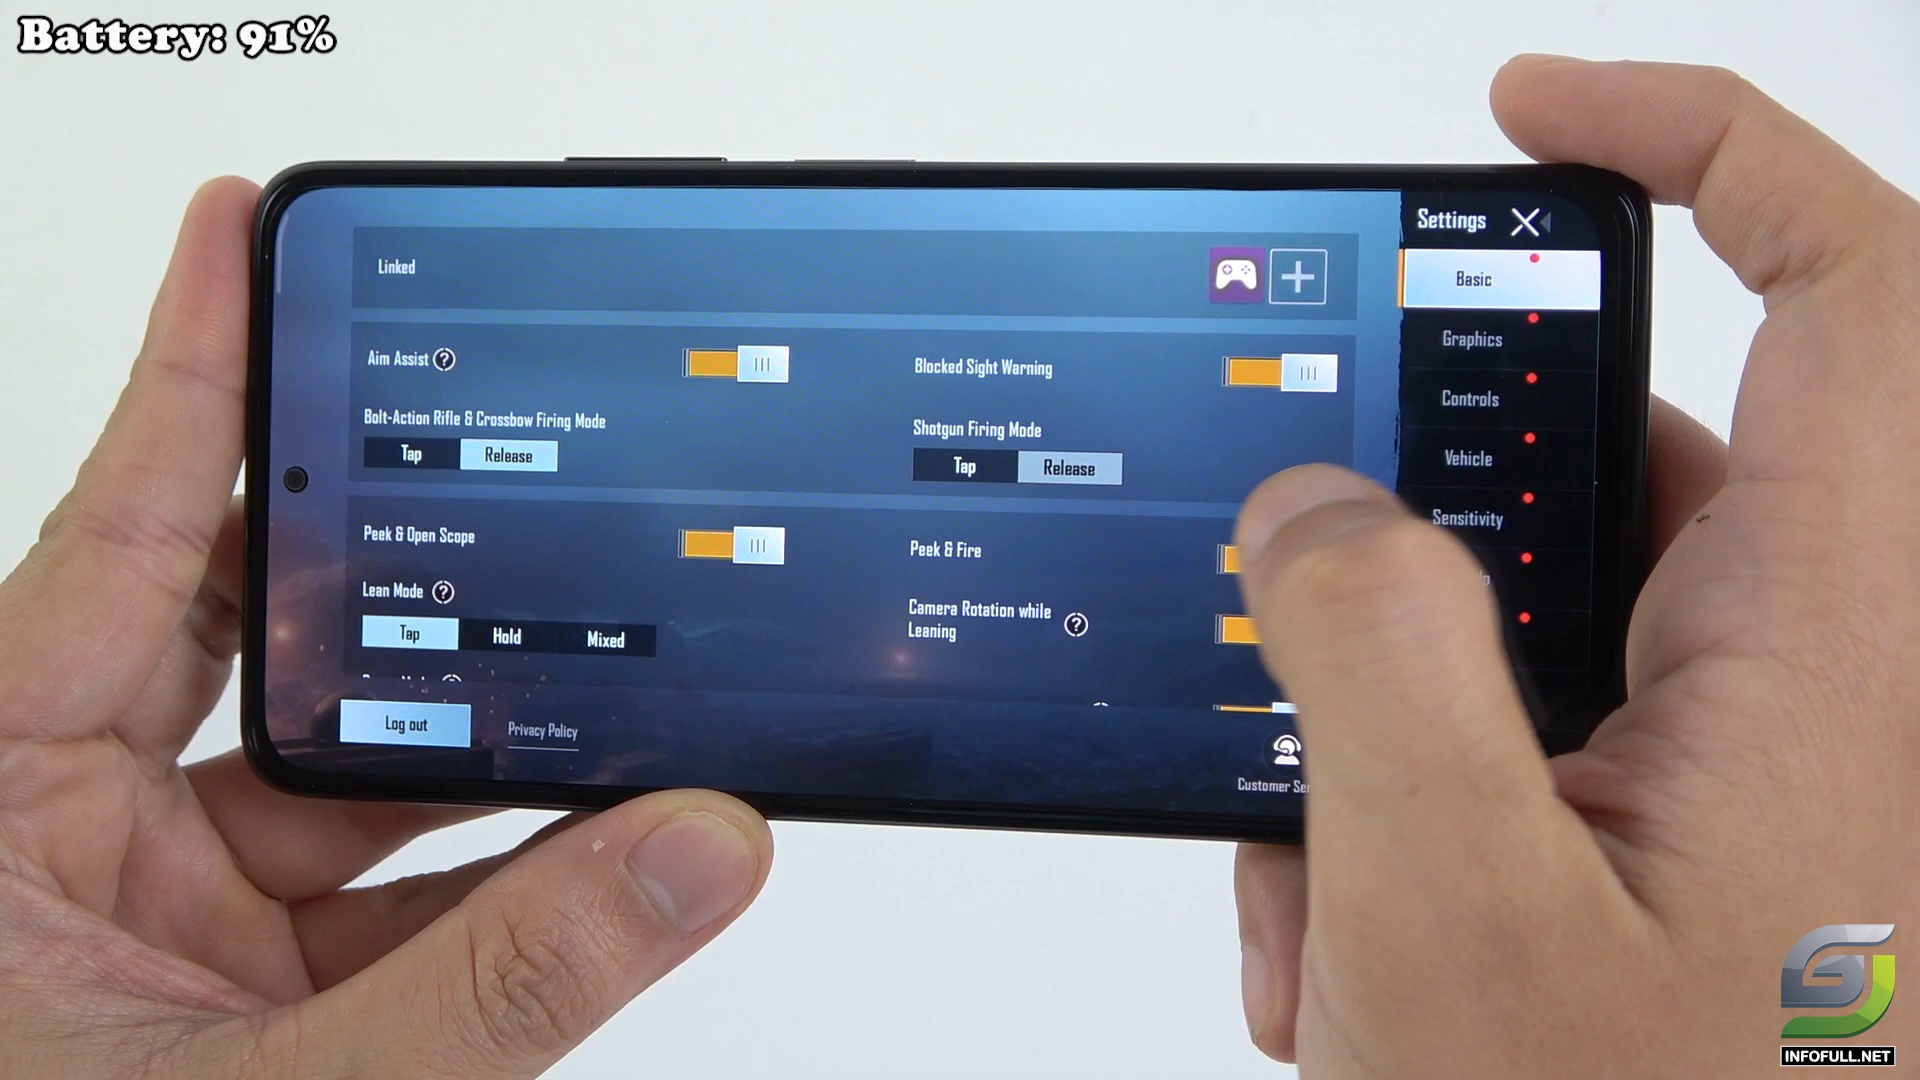 Battery: 91%
Settings
Linked
Basic
Aim Assist ?
Blocked Sight Warning
Graphics
Bolt-Action Rifle & Crossbow Firing Mode
Shotgun Firing Mode
Controls
Tap Release
Tap Release
Vehicle
Peek & Open Scope
Peek & Fire
Sensitivity
Lean Mode ?
Camera Rotation while
Leaning ?
Tap Hold Mixed
Log out
Privacy Policy
Customer
INFOFULL.NET